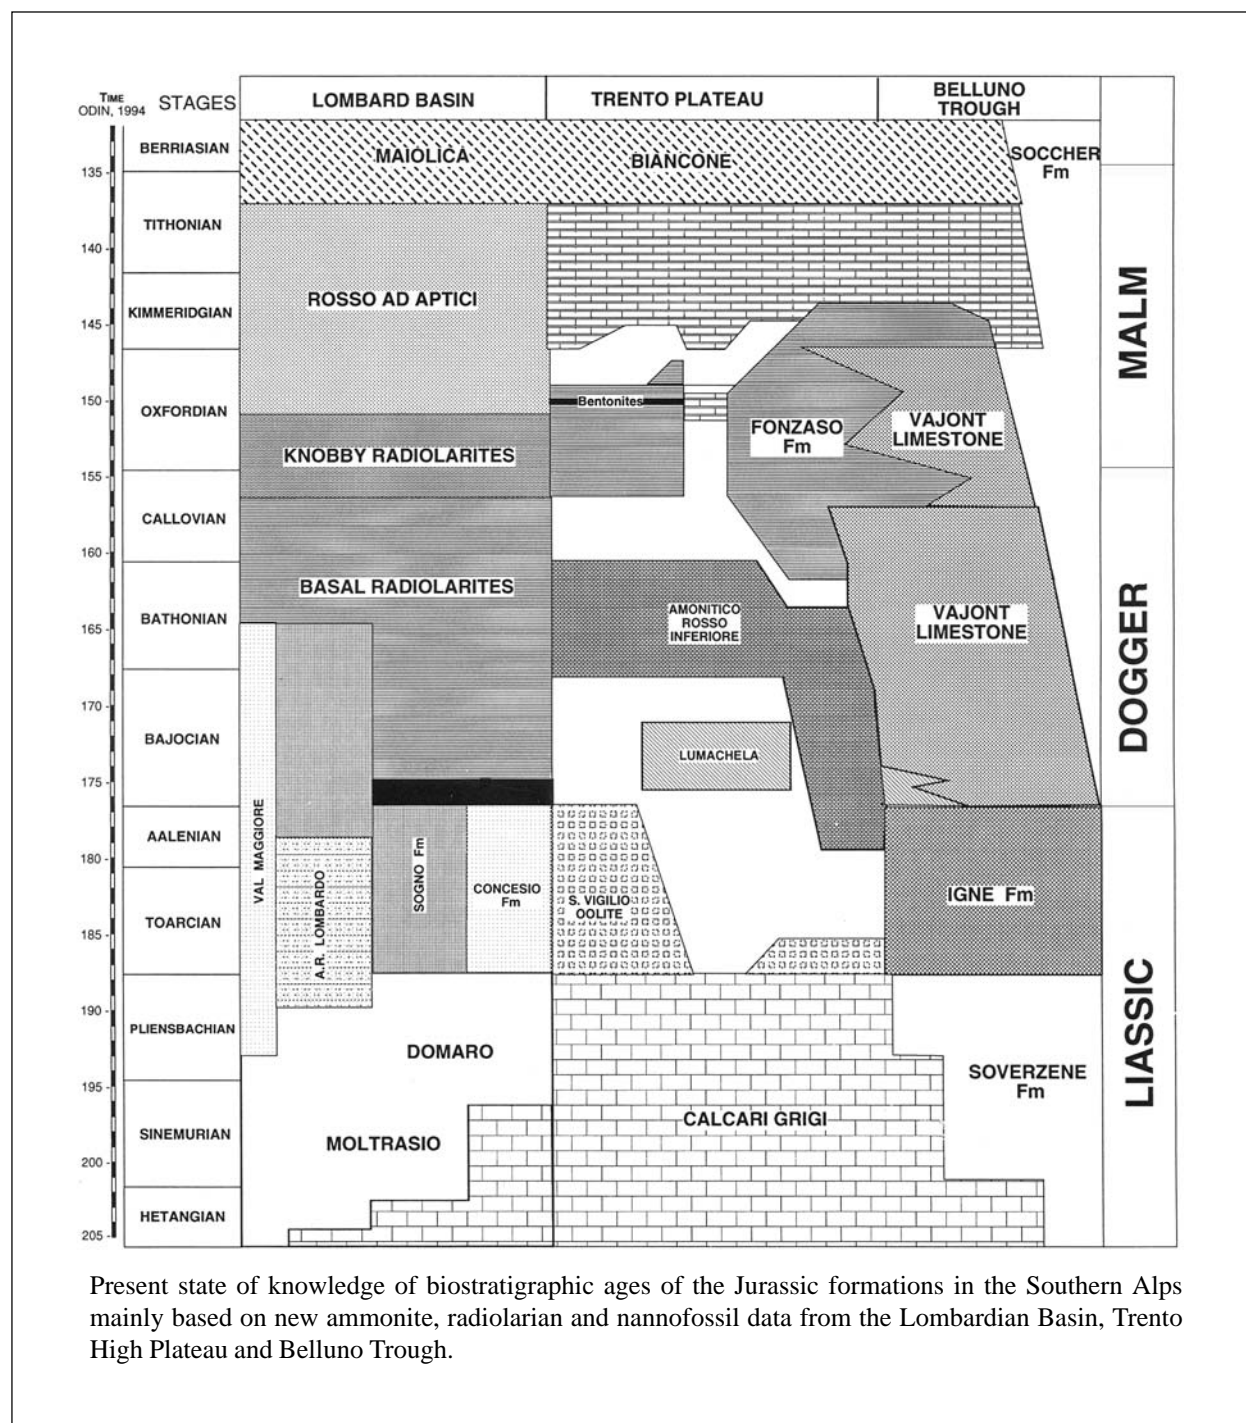 TIME
ODIN, 1994
STAGES
LOMBARD BASIN
TRENTO PLATEAU
BELLUNO
TROUGH
BERRIASIAN
TITHONIAN
KIMMERIDGIAN
OXFORDIAN
CALLOVIAN
BATHONIAN
BAJOCIAN
AALENIAN
TOARCIAN
PLIENSBACHIAN
SINEMURIAN
HETANGIAN
135
140
145
150
155
160
165
170
175
180
185
190
195
200
205
MAIOLICA
BIANCONE
SOCCHER
Fm
ROSSO AD APTICI
Bentonites
KNOBBY RADIOLARITES
FONZASO
Fm
VAJONT
LIMESTONE
BASAL RADIOLARITES
AMONITICO
ROSSO
INFERIORE
VAJONT
LIMESTONE
LUMACHELA
VAL MAGGIORE
A.R. LOMBARDO
SOGNO Fm
CONCESIO
Fm
S. VIGILIO
OOLITE
IGNE Fm
DOMARO
SOVERZENE
Fm
MOLTRASIO
CALCARI GRIGI
MALM
DOGGER
LIASSIC
Present state of knowledge of biostratigraphic ages of the Jurassic formations in the Southern Alps
mainly based on new ammonite, radiolarian and nannofossil data from the Lombardian Basin, Trento
High Plateau and Belluno Trough.